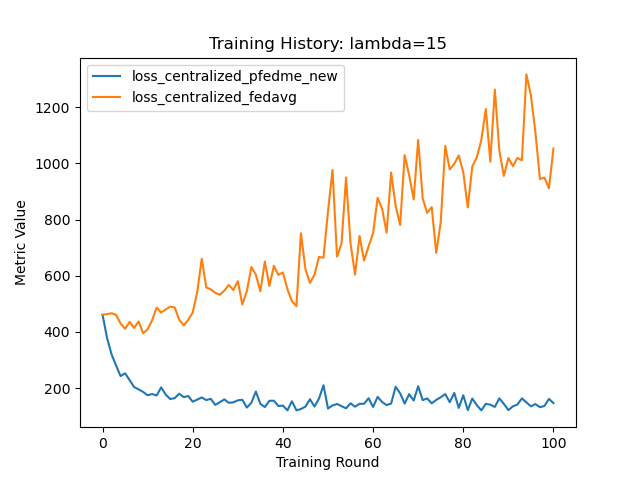 Training History: lambda=15
loss_centralized_pfedme_new
loss_centralized_fedavg
Metric Value
1200
1000
800
600
400
200
0 20 40 60 80 100
Training Round